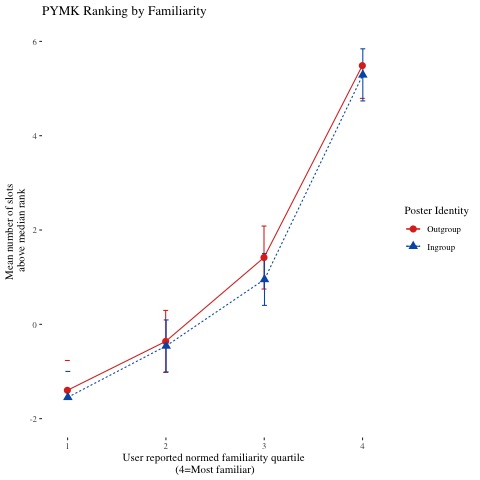 PYMK Ranking by Familiarity
6
4
2
0
-2
Mean number of slots
above median rank
1 2 3 4
User reported normed familiarity quartile
(4=Most familiar)
Poster Identity
Outgroup
Ingroup